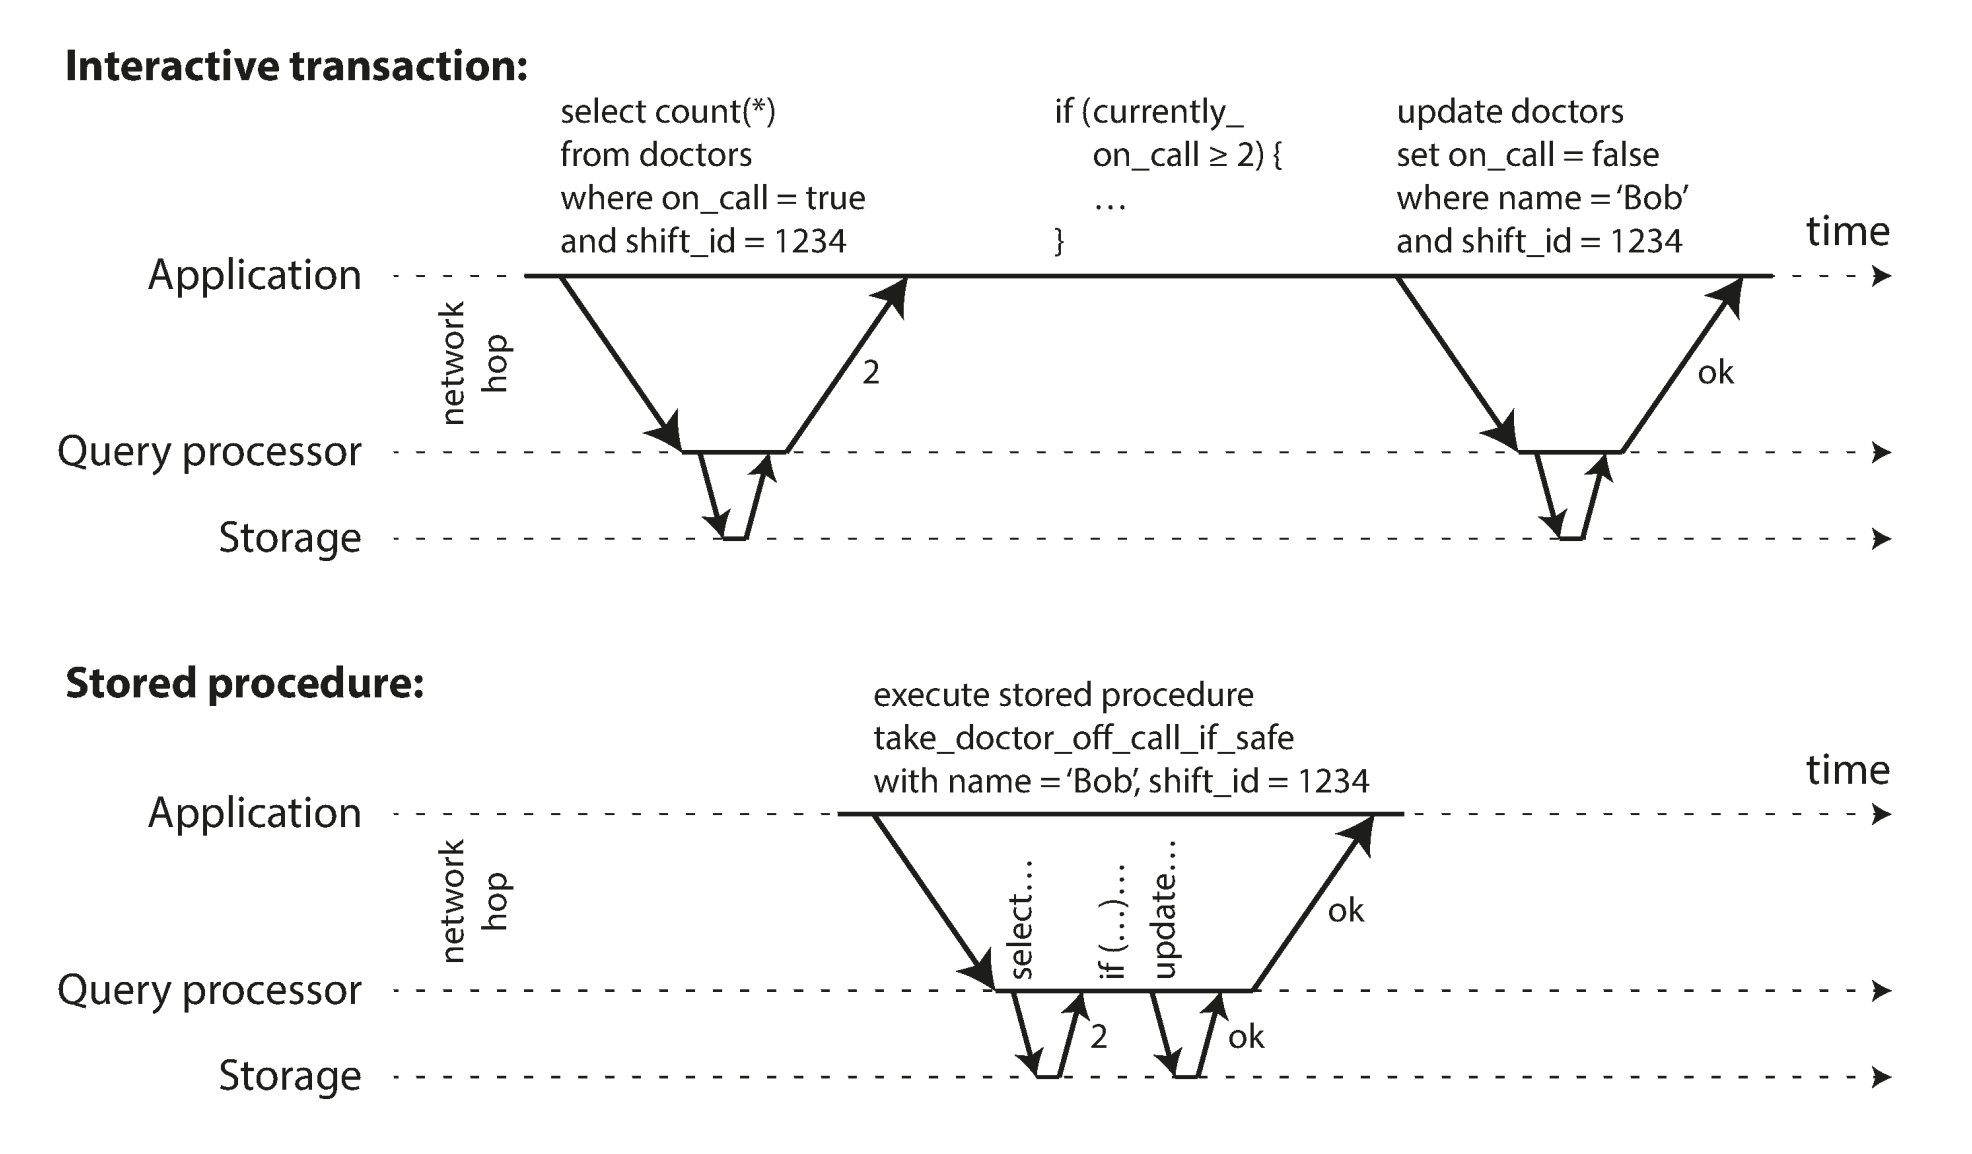 Interactive transaction:
select count(*)
from doctors
where on_call = true
and shift_id = 1234
if (currently_
on_call ≥ 2) {
…
}
update doctors
set on_call = false
where name = ‘Bob’
and shift_id = 1234
time
Application
network
hop
2
ok
Query processor
Storage
Stored procedure:
execute stored procedure
take_doctor_off_call_if_safe
with name = ‘Bob’, shift_id = 1234
time
Application
network
hop
select…
if (…)…
update…
ok
Query processor
2
ok
Storage